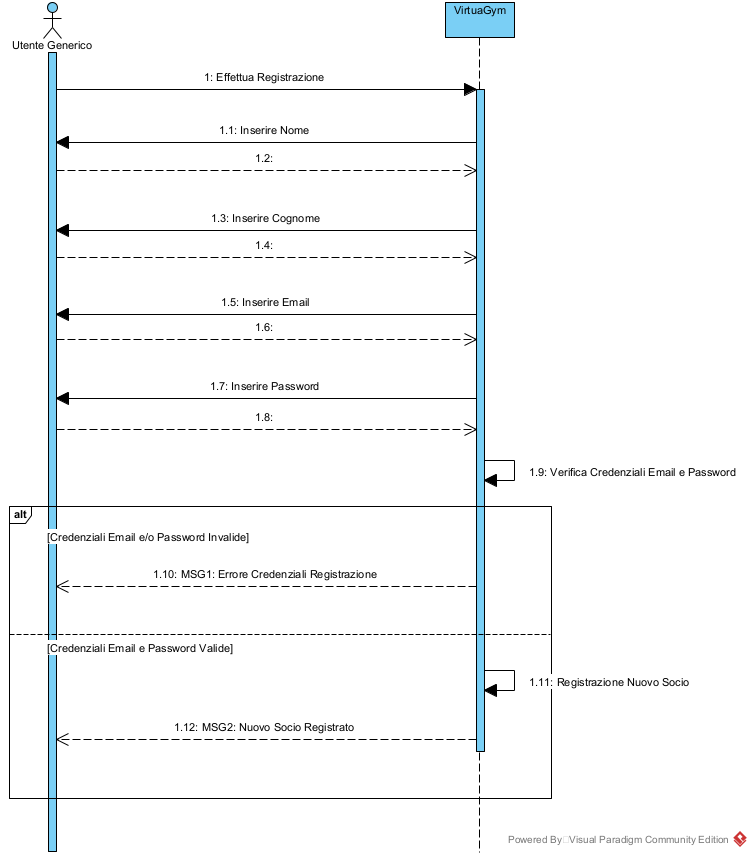 VirtuaGym
Utente Generico
1: Effettua Registrazione
1.1: Inserire Nome
1.2:
1.3: Inserire Cognome
1.4:
1.5: Inserire Email
1.6:
1.7: Inserire Password
1.8:
1.9: Verifica Credenziali Email e Password
alt
[Credenziali Email e/o Password Invalide]
1.10: MSG1: Errore Credenziali Registrazione
[Credenziali Email e Password Valide]
1.11: Registrazione Nuovo Socio
1.12: MSG2: Nuovo Socio Registrato
Powered By Visual Paradigm Community Edition